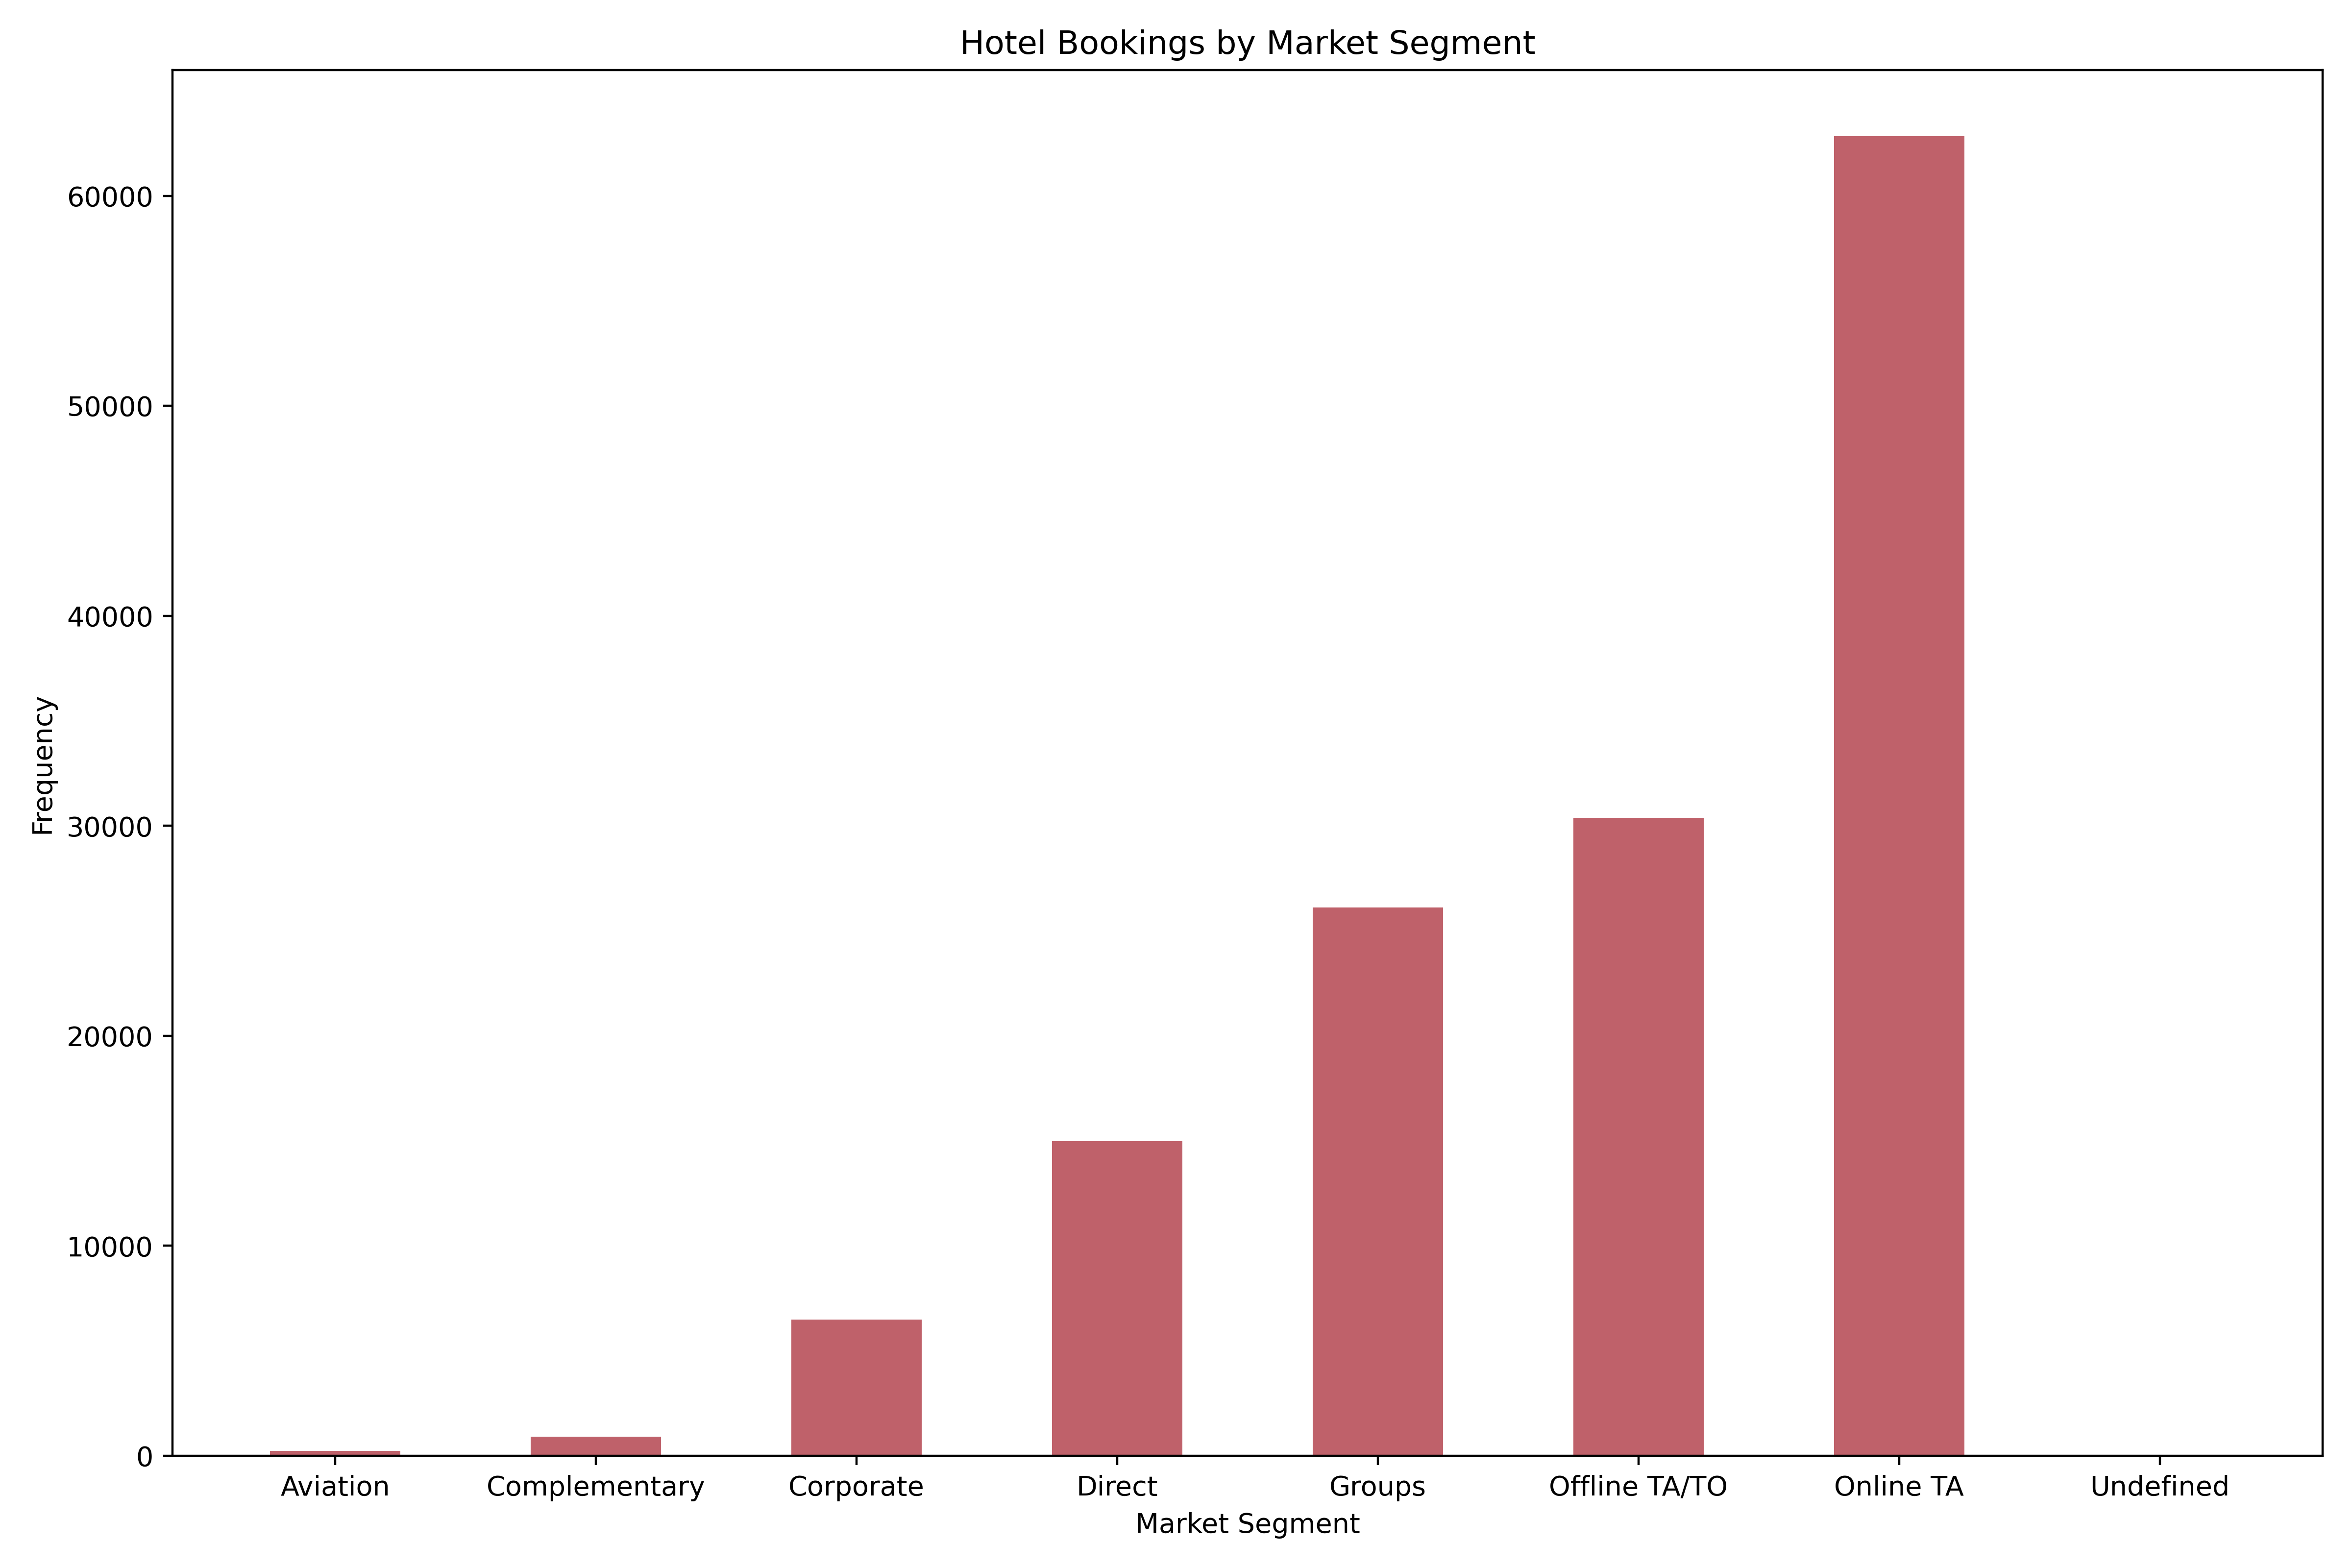 Hotel Bookings by Market Segment
Frequency
60000
50000
40000
30000
20000
10000
0
Aviation Complementary Corporate Direct Groups Offline TA/TO Online TA Undefined
Market Segment